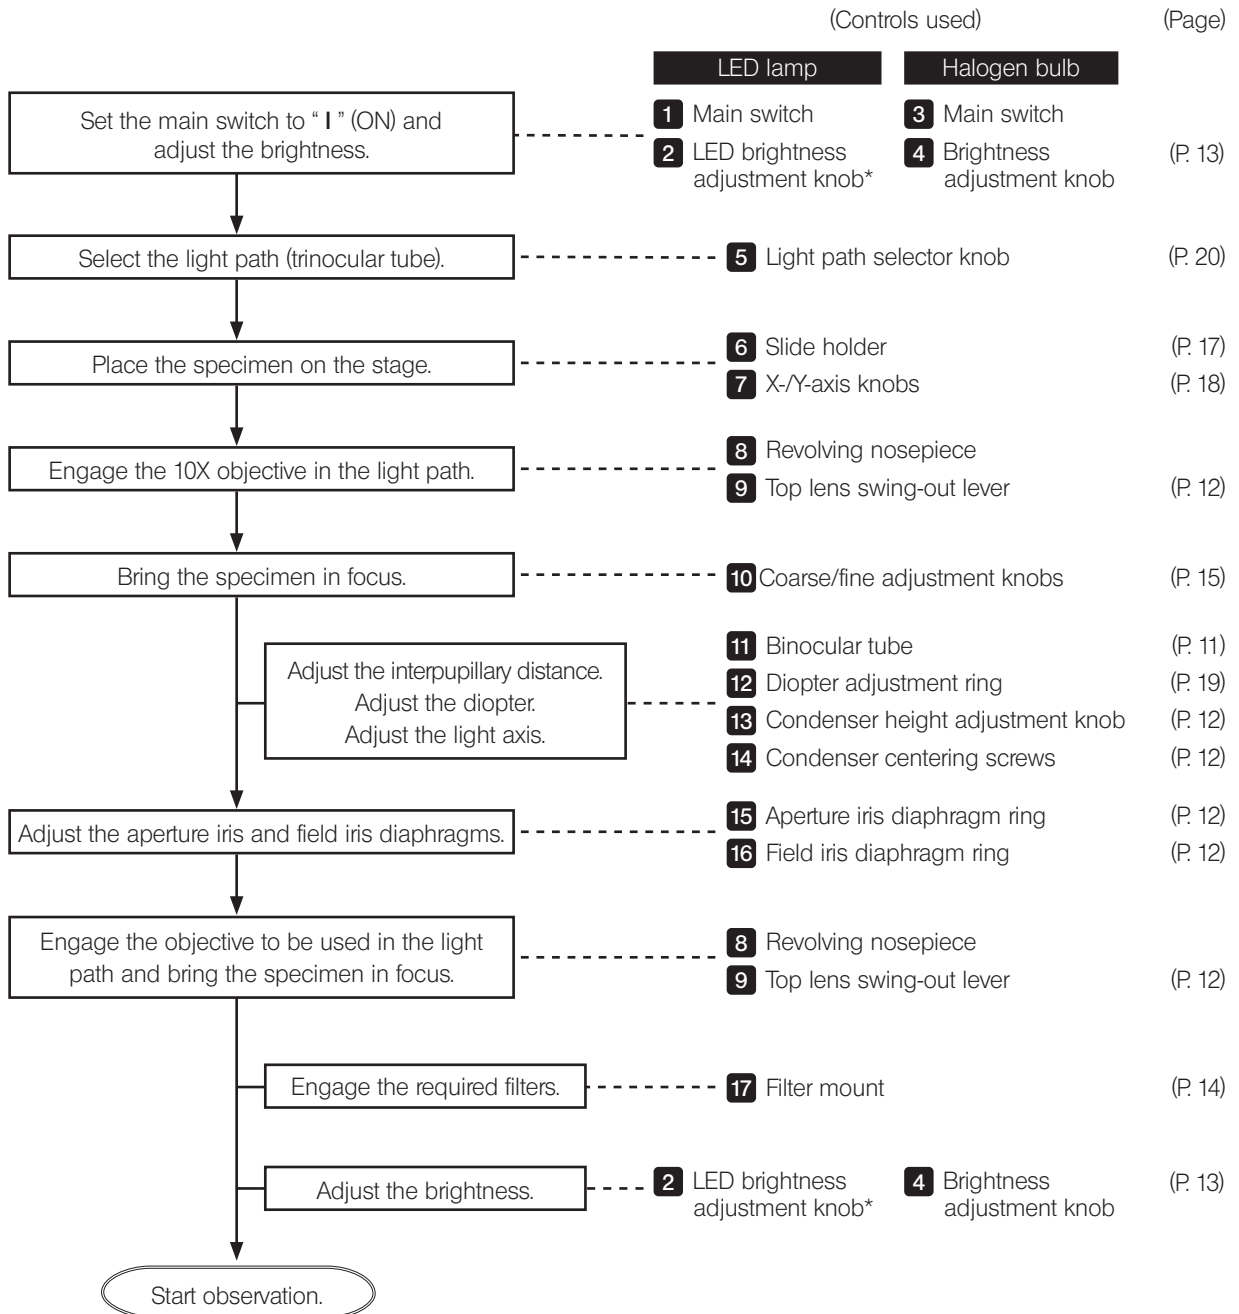 (Controls used) (Page)
LED lamp Halogen bulb
Set the main switch to “ I ” (ON) and
adjust the brightness.
1 Main switch 3 Main switch
2 LED brightness 4 Brightness (P. 13)
adjustment knob* adjustment knob
Select the light path (trinocular tube). 5 Light path selector knob (P. 20)
Place the specimen on the stage.
6 Slide holder (P. 17)
7 X-/Y-axis knobs (P. 18)
Engage the 10X objective in the light path.
8 Revolving nosepiece
9 Top lens swing-out lever (P. 12)
Bring the specimen in focus. 10 Coarse/fine adjustment knobs (P. 15)
Adjust the interpupillary distance.
Adjust the diopter.
Adjust the light axis.
11 Binocular tube (P. 11)
12 Diopter adjustment ring (P. 19)
13 Condenser height adjustment knob (P. 12)
14 Condenser centering screws (P. 12)
Adjust the aperture iris and field iris diaphragms.
15 Aperture iris diaphragm ring (P. 12)
16 Field iris diaphragm ring (P. 12)
Engage the objective to be used in the light
path and bring the specimen in focus.
8 Revolving nosepiece
9 Top lens swing-out lever (P. 12)
Engage the required filters. 17 Filter mount (P. 14)
Adjust the brightness.
2 LED brightness 4 Brightness (P. 13)
adjustment knob* adjustment knob
Start observation.